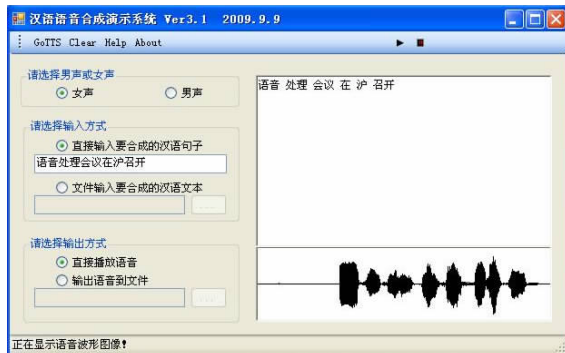 汉语语音合成演示系统 Ver3.1 2009.9.9
GoTTS Clear Help About
请选择男声或女声
女声 男声
语音 处理 会议 在 沪 召开
请选择输入方式
直接输入要合成的汉语句子
语音处理会议在沪召开
文件输入要合成的汉语文本
...
请选择输出方式
直接播放语音
输出语音到文件
...
正在显示语音波形图像!